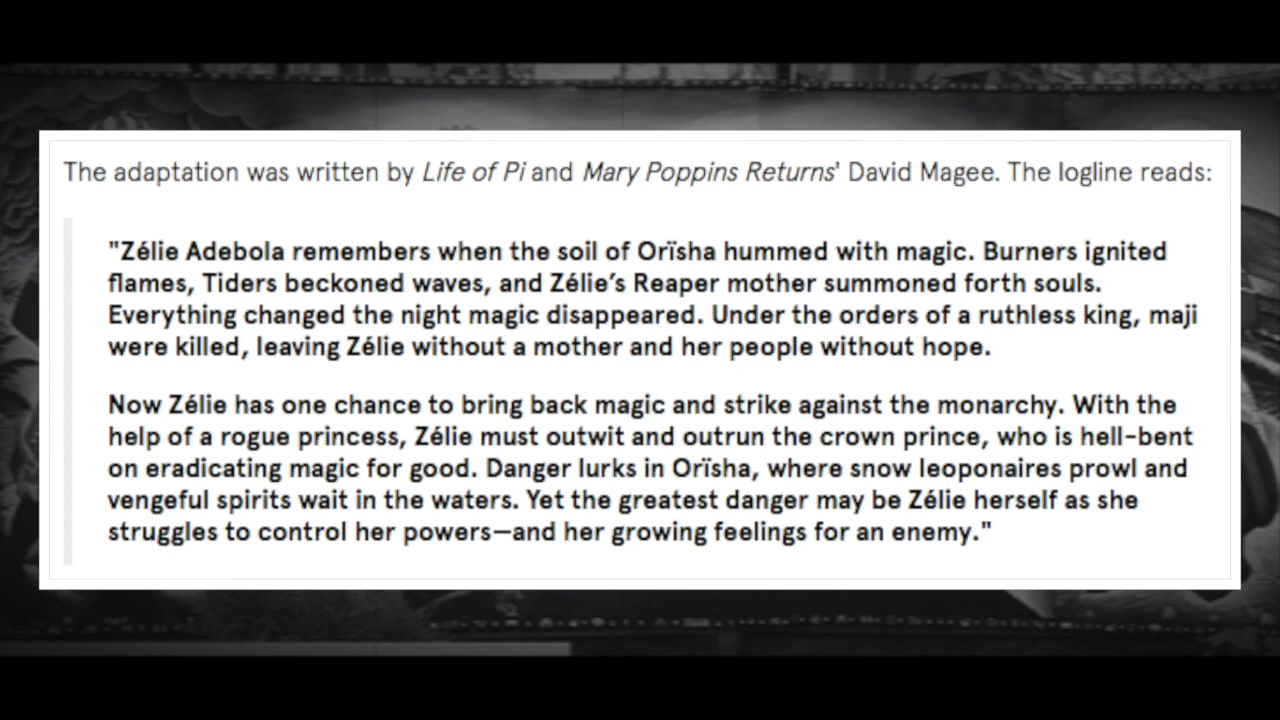 The adaptation was written by Life of Pi and Mary Poppins Returns' David Magee. The logline reads:
"Zélie Adebola remembers when the soil of Orïsha hummed with magic. Burners ignited
flames, Tiders beckoned waves, and Zélie’s Reaper mother summoned forth souls.
Everything changed the night magic disappeared. Under the orders of a ruthless king, maji
were killed, leaving Zélie without a mother and her people without hope.
Now Zélie has one chance to bring back magic and strike against the monarchy. With the
help of a rogue princess, Zélie must outwit and outrun the crown prince, who is hell-bent
on eradicating magic for good. Danger lurks in Orïsha, where snow leoponaires prowl and
vengeful spirits wait in the waters. Yet the greatest danger may be Zélie herself as she
struggles to control her powers—and her growing feelings for an enemy."